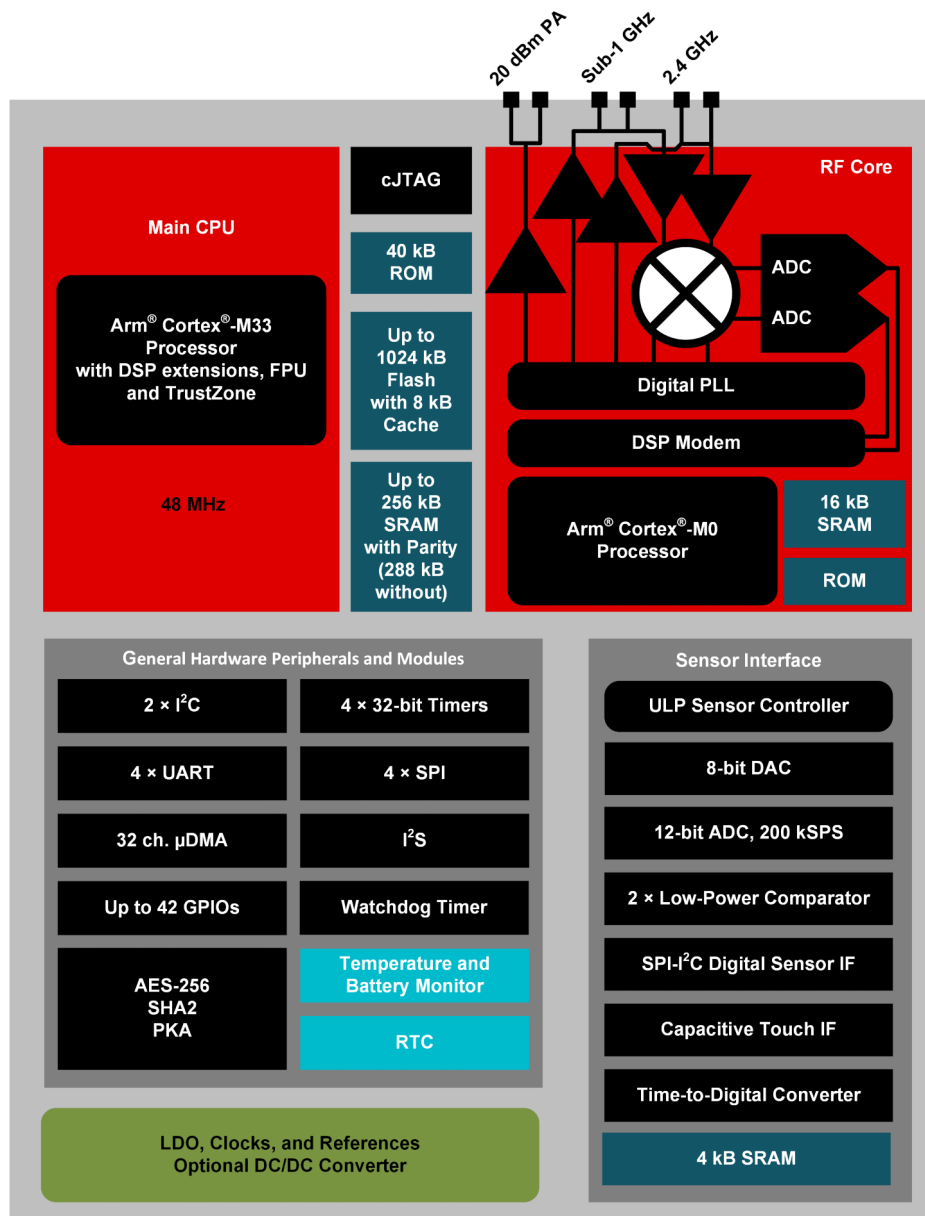 20 dBm PA
Sub-1 GHz
2.4 GHz
Main CPU
Arm® Cortex®-M33
Processor
with DSP extensions, FPU
and TrustZone
48 MHz
cJTAG
40 kB
ROM
Up to
1024 kB
Flash
with 8 kB
Cache
Up to
256 kB
SRAM
with Parity
(288 kB
without)
RF Core
ADC
ADC
Digital PLL
DSP Modem
Arm® Cortex®-M0
Processor
16 kB
SRAM
ROM
General Hardware Peripherals and Modules
2 × I²C
4 × 32-bit Timers
4 × UART
4 × SPI
32 ch. µDMA
I²S
Up to 42 GPIOs
Watchdog Timer
AES-256
SHA2
PKA
Temperature and
Battery Monitor
RTC
LDO, Clocks, and References
Optional DC/DC Converter
Sensor Interface
ULP Sensor Controller
8-bit DAC
12-bit ADC, 200 kSPS
2 × Low-Power Comparator
SPI-I²C Digital Sensor IF
Capacitive Touch IF
Time-to-Digital Converter
4 kB SRAM